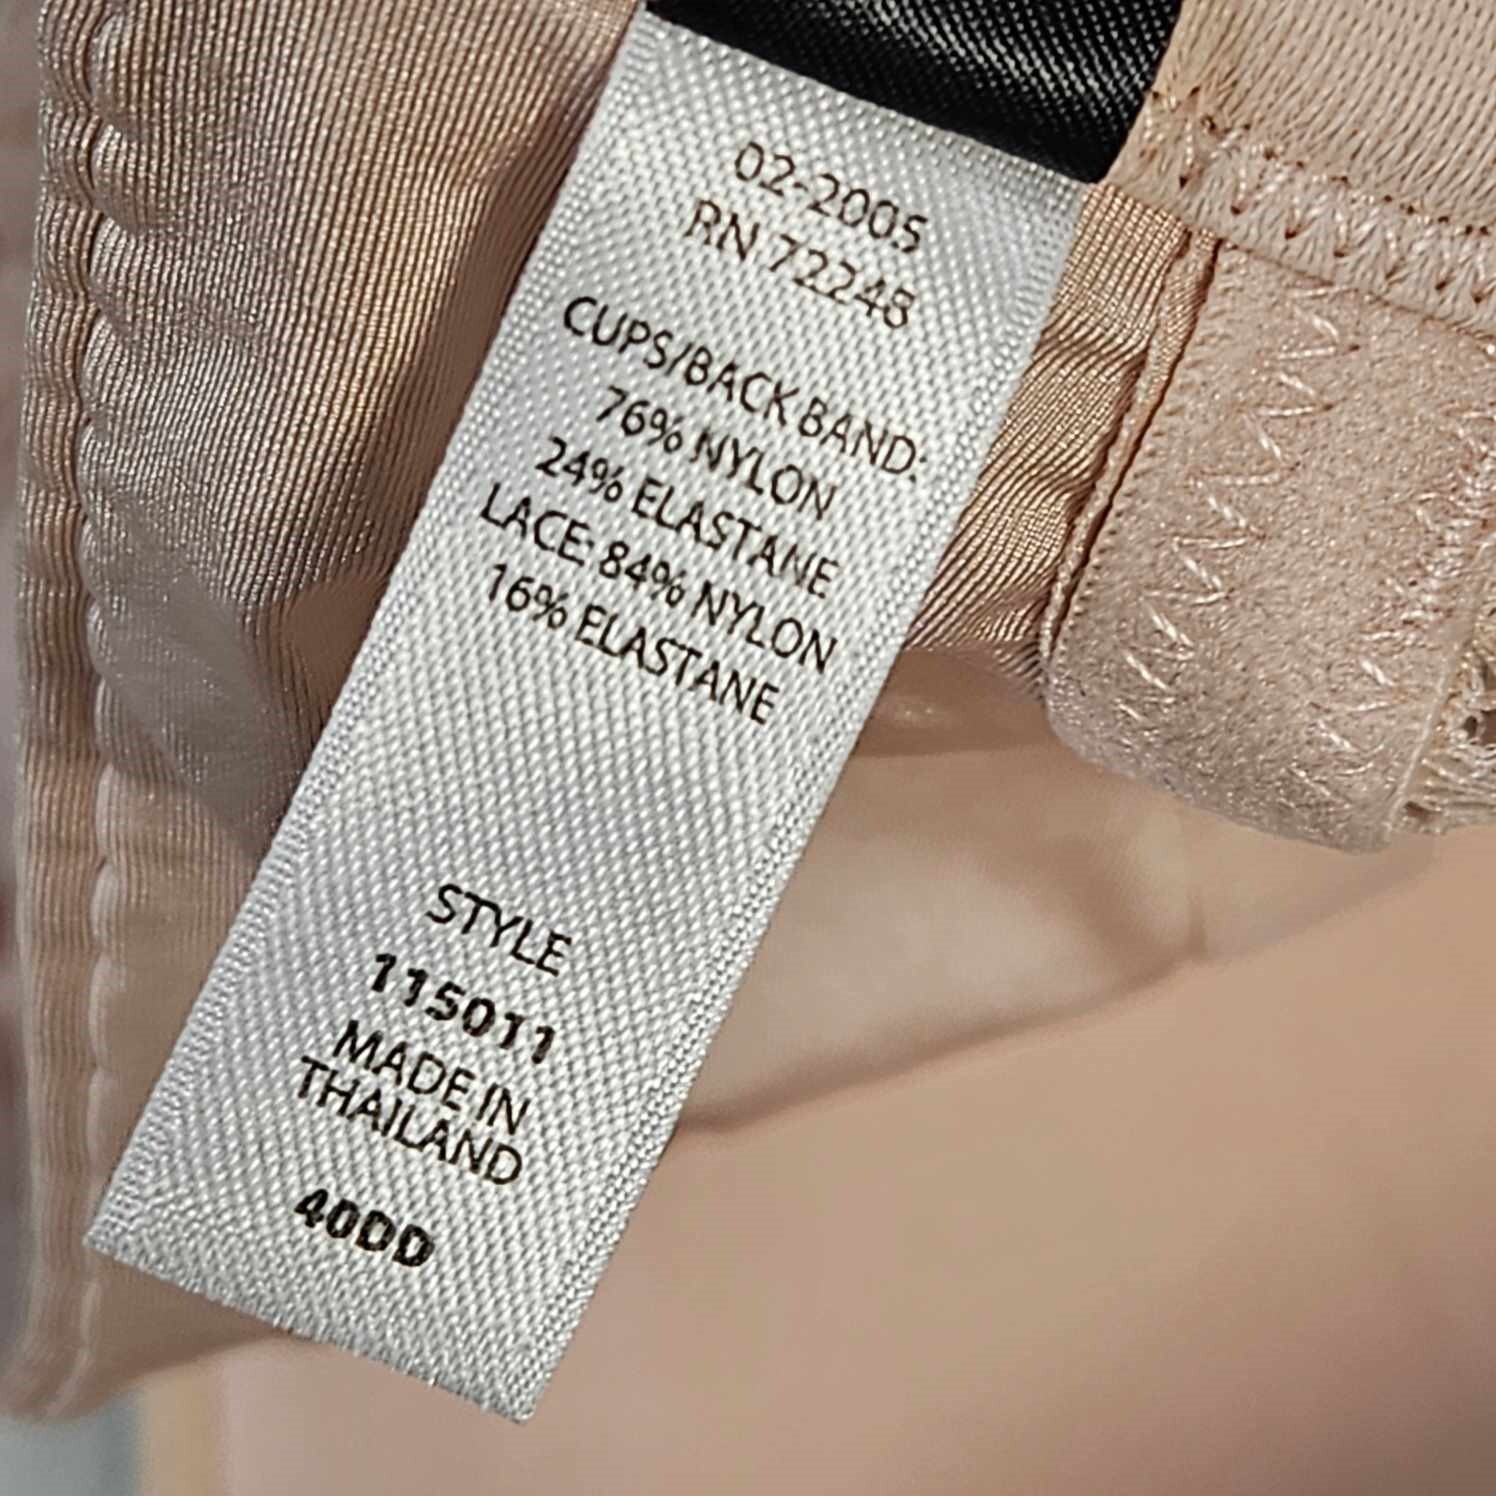 02-2005
RN 72248
CUPS/BACK BAND:
76% NYLON
24% ELASTANE
LACE: 84% NYLON
16% ELASTANE
STYLE
115011
MADE IN
THAILAND
40DD